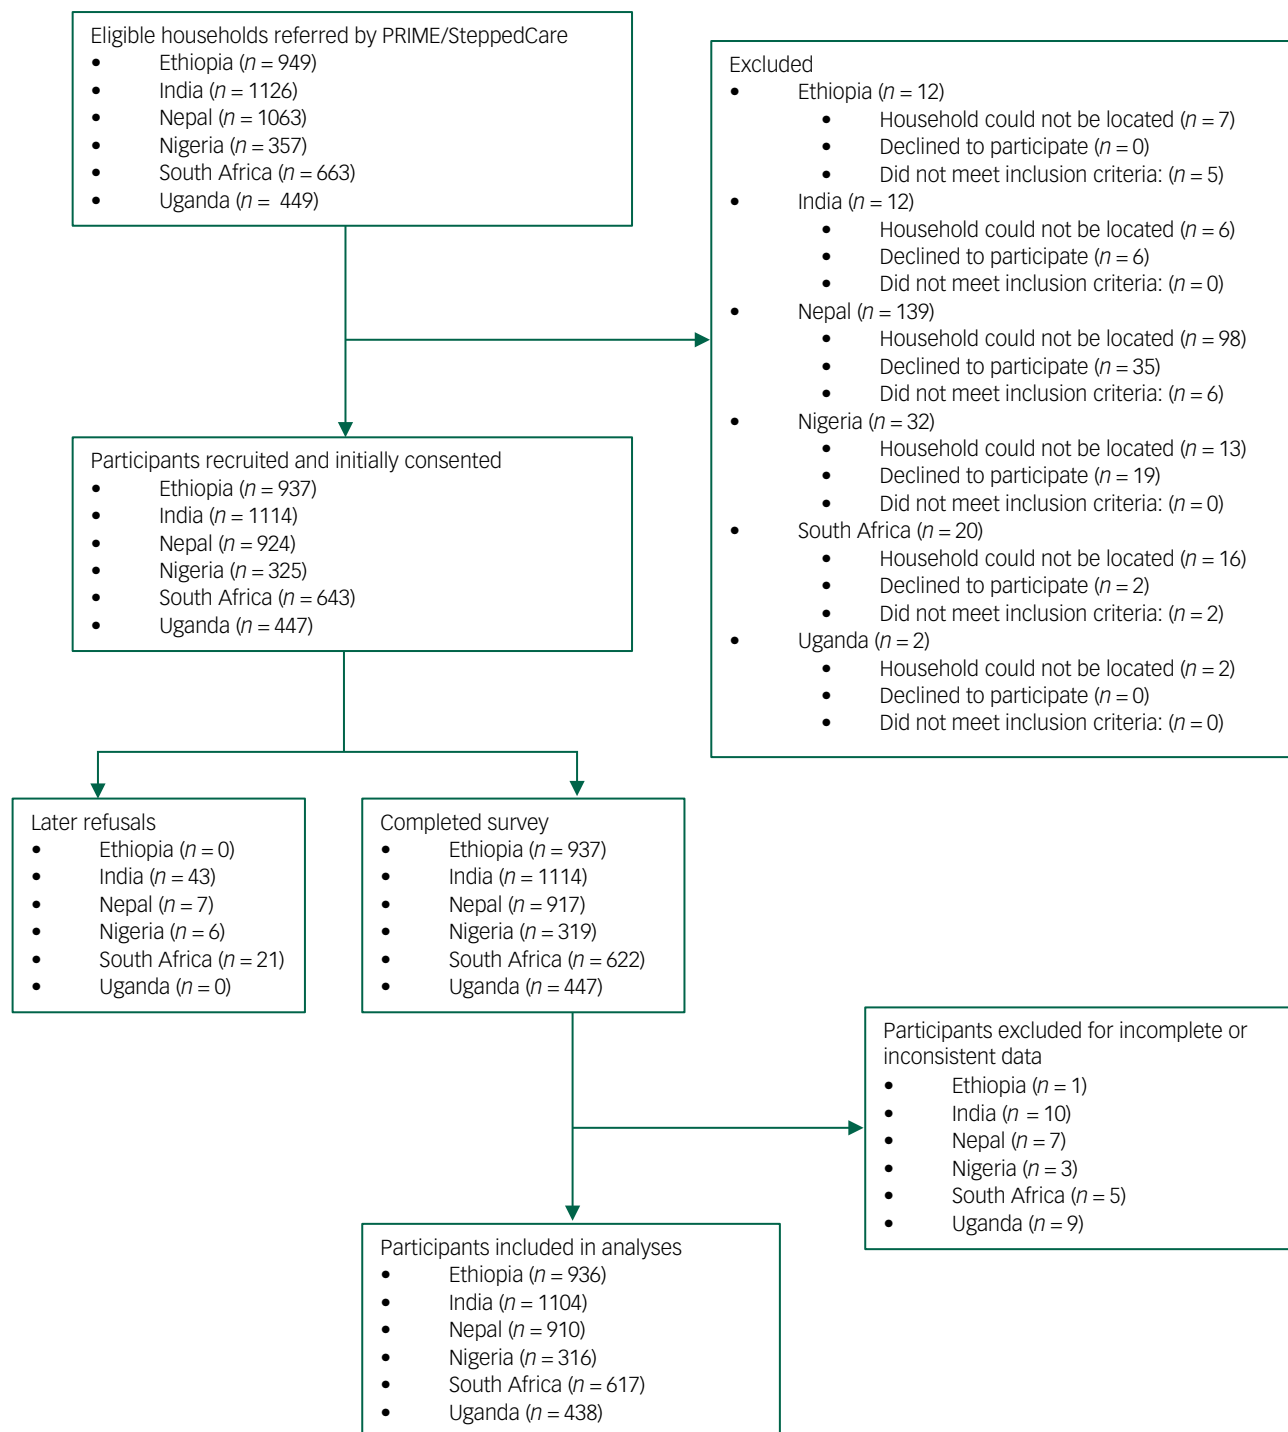 Eligible households referred by PRIME/SteppedCare
• Ethiopia (n = 949)
• India (n = 1126)
• Nepal (n = 1063)
• Nigeria (n = 357)
• South Africa (n = 663)
• Uganda (n = 449)
Excluded
• Ethiopia (n = 12)
• Household could not be located (n = 7)
• Declined to participate (n = 0)
• Did not meet inclusion criteria: (n = 5)
• India (n = 12)
• Household could not be located (n = 6)
• Declined to participate (n = 6)
• Did not meet inclusion criteria: (n = 0)
• Nepal (n = 139)
• Household could not be located (n = 98)
• Declined to participate (n = 35)
• Did not meet inclusion criteria: (n = 6)
• Nigeria (n = 32)
• Household could not be located (n = 13)
• Declined to participate (n = 19)
• Did not meet inclusion criteria: (n = 0)
• South Africa (n = 20)
• Household could not be located (n = 16)
• Declined to participate (n = 2)
• Did not meet inclusion criteria: (n = 2)
• Uganda (n = 2)
• Household could not be located (n = 2)
• Declined to participate (n = 0)
• Did not meet inclusion criteria: (n = 0)
Participants recruited and initially consented
• Ethiopia (n = 937)
• India (n = 1114)
• Nepal (n = 924)
• Nigeria (n = 325)
• South Africa (n = 643)
• Uganda (n = 447)
Later refusals
• Ethiopia (n = 0)
• India (n = 43)
• Nepal (n = 7)
• Nigeria (n = 6)
• South Africa (n = 21)
• Uganda (n = 0)
Completed survey
• Ethiopia (n = 937)
• India (n = 1114)
• Nepal (n = 917)
• Nigeria (n = 319)
• South Africa (n = 622)
• Uganda (n = 447)
Participants excluded for incomplete or
inconsistent data
• Ethiopia (n = 1)
• India (n = 10)
• Nepal (n = 7)
• Nigeria (n = 3)
• South Africa (n = 5)
• Uganda (n = 9)
Participants included in analyses
• Ethiopia (n = 936)
• India (n = 1104)
• Nepal (n = 910)
• Nigeria (n = 316)
• South Africa (n = 617)
• Uganda (n = 438)